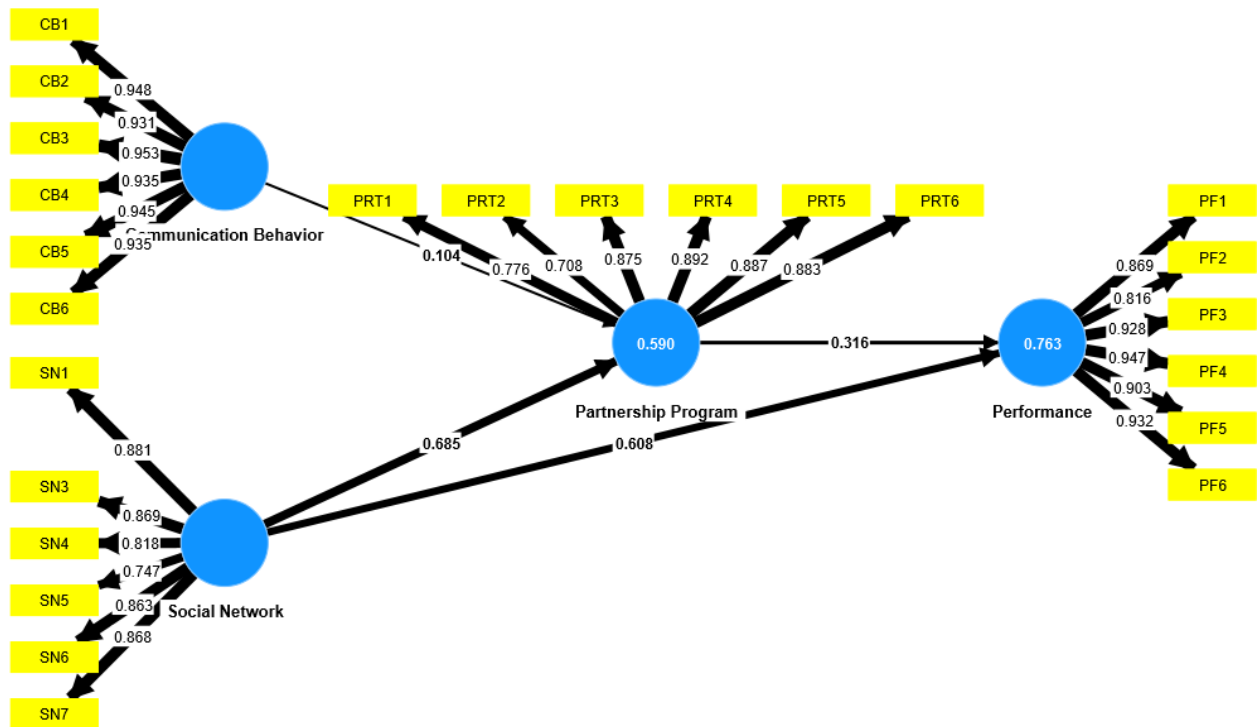 CB1
CB2
CB3
CB4
CB5
CB6
0.948
0.931
0.953
0.935
0.945
0.935
Communication Behavior
0.104
PRT1
PRT2
PRT3
PRT4
PRT5
PRT6
0.776
0.708
0.875
0.892
0.887
0.883
0.590
Partnership Program
0.316
0.685
0.608
PF1
PF2
PF3
PF4
PF5
PF6
0.869
0.816
0.928
0.947
0.903
0.932
0.763
Performance
SN1
SN3
SN4
SN5
SN6
SN7
0.881
0.869
0.818
0.747
0.863
0.868
Social Network